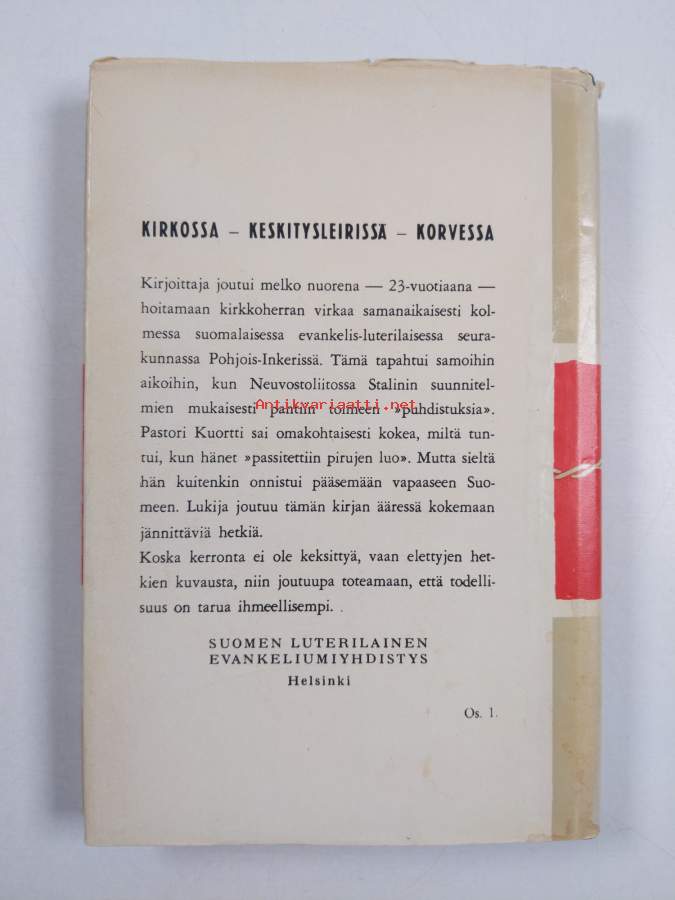 KIRKOSSA – KESKITYSLEIRISSÄ – KORVESSA
Kirjoittaja joutui melko nuorena — 23-vuotiaana —
hoitamaan kirkkoherran virkaa samanaikaisesti kol-
messa suomalaisessa evankelis-luterilaisessa seura-
kunnassa Pohjois-Inkerissä. Tämä tapahtui samoihin
aikoihin, kun Neuvostoliitossa Stalinin suunnitel-
mien mukaisesti pantiin toimeen »puhdistuksia».
Antikvariaatti.net
Pastori Kuortti sai omakohtaisesti kokea, miltä tun-
tui, kun hänet »passitettiin pirujen luo». Mutta sieltä
hän kuitenkin onnistui pääsemään vapaaseen Suo-
meen. Lukija joutuu tämän kirjan ääressä kokemaan
jännittäviä hetkiä.
Koska kerronta ei ole keksittyä, vaan elettyjen het-
kien kuvausta, niin joutuupa toteamaan, että todelli-
suus on tarua ihmeellisempi. .
SUOMEN LUTERILAINEN
EVANKELIUMIYHDISTYS
Helsinki
Os. 1.